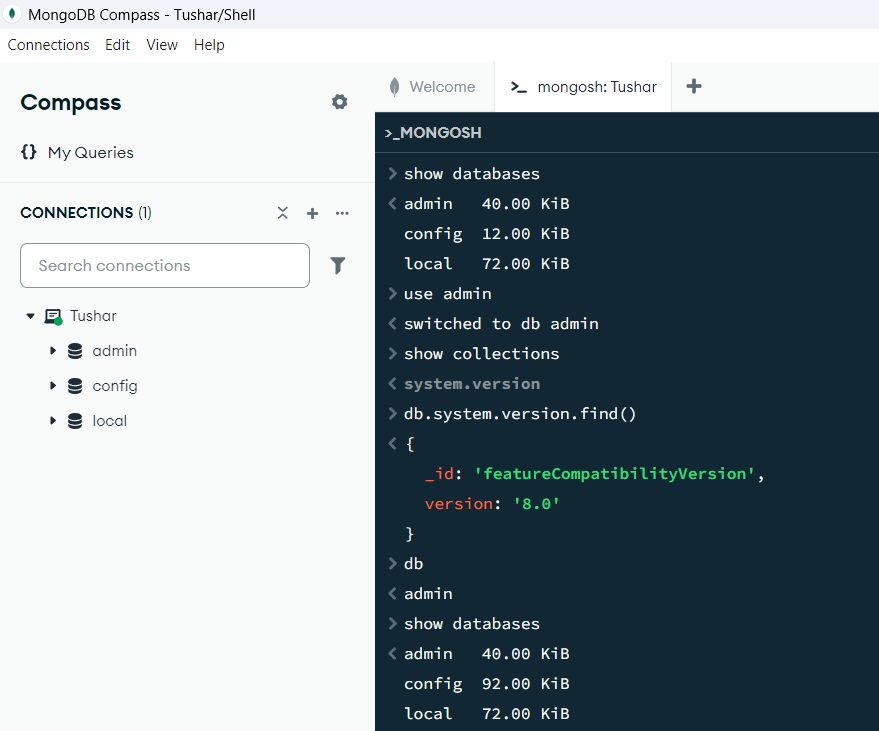 MongoDB Compass - Tushar/Shell
Connections Edit View Help
Compass
{} My Queries
CONNECTIONS (1)
Search connections
Tushar
admin
config
local
Welcome
>_ mongosh: Tushar
>_MONGOSH
> show databases
< admin 40.00 KiB
config 12.00 KiB
local 72.00 KiB
> use admin
< switched to db admin
> show collections
< system.version
> db.system.version.find()
< {
_id: 'featureCompatibilityVersion',
version: '8.0'
}
> db
< admin
> show databases
< admin 40.00 KiB
config 92.00 KiB
local 72.00 KiB